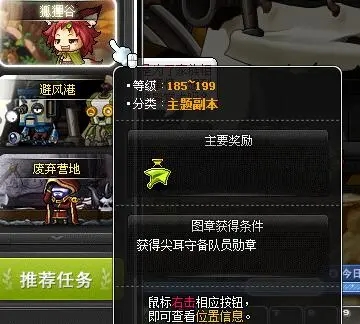 狐狸谷
避风港
废弃营地
推荐任务
·等级：185~199
·分类：主题副本
主要奖励
图章获得条件
获得尖耳守备队员勋章
鼠标右击相应按钮，
即可查看位置信息。
今日
9